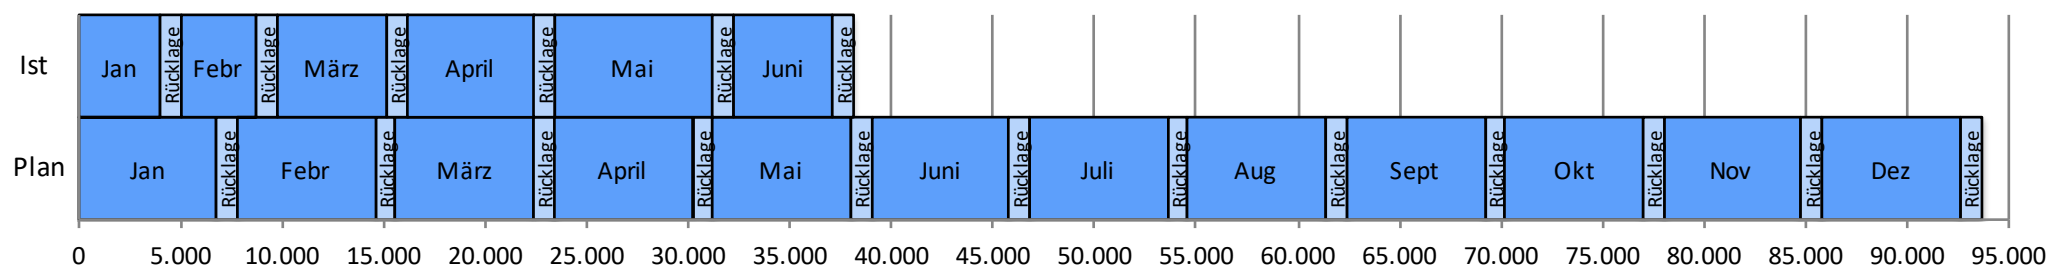 Ist
Jan Rücklage Febr Rücklage März Rücklage April Rücklage Mai Rücklage Juni Rücklage
Plan
Jan Rücklage Febr Rücklage März Rücklage April Rücklage Mai Rücklage Juni Rücklage Juli Rücklage Aug Rücklage Sept Rücklage Okt Rücklage Nov Rücklage Dez Rücklage
0 5.000 10.000 15.000 20.000 25.000 30.000 35.000 40.000 45.000 50.000 55.000 60.000 65.000 70.000 75.000 80.000 85.000 90.000 95.000